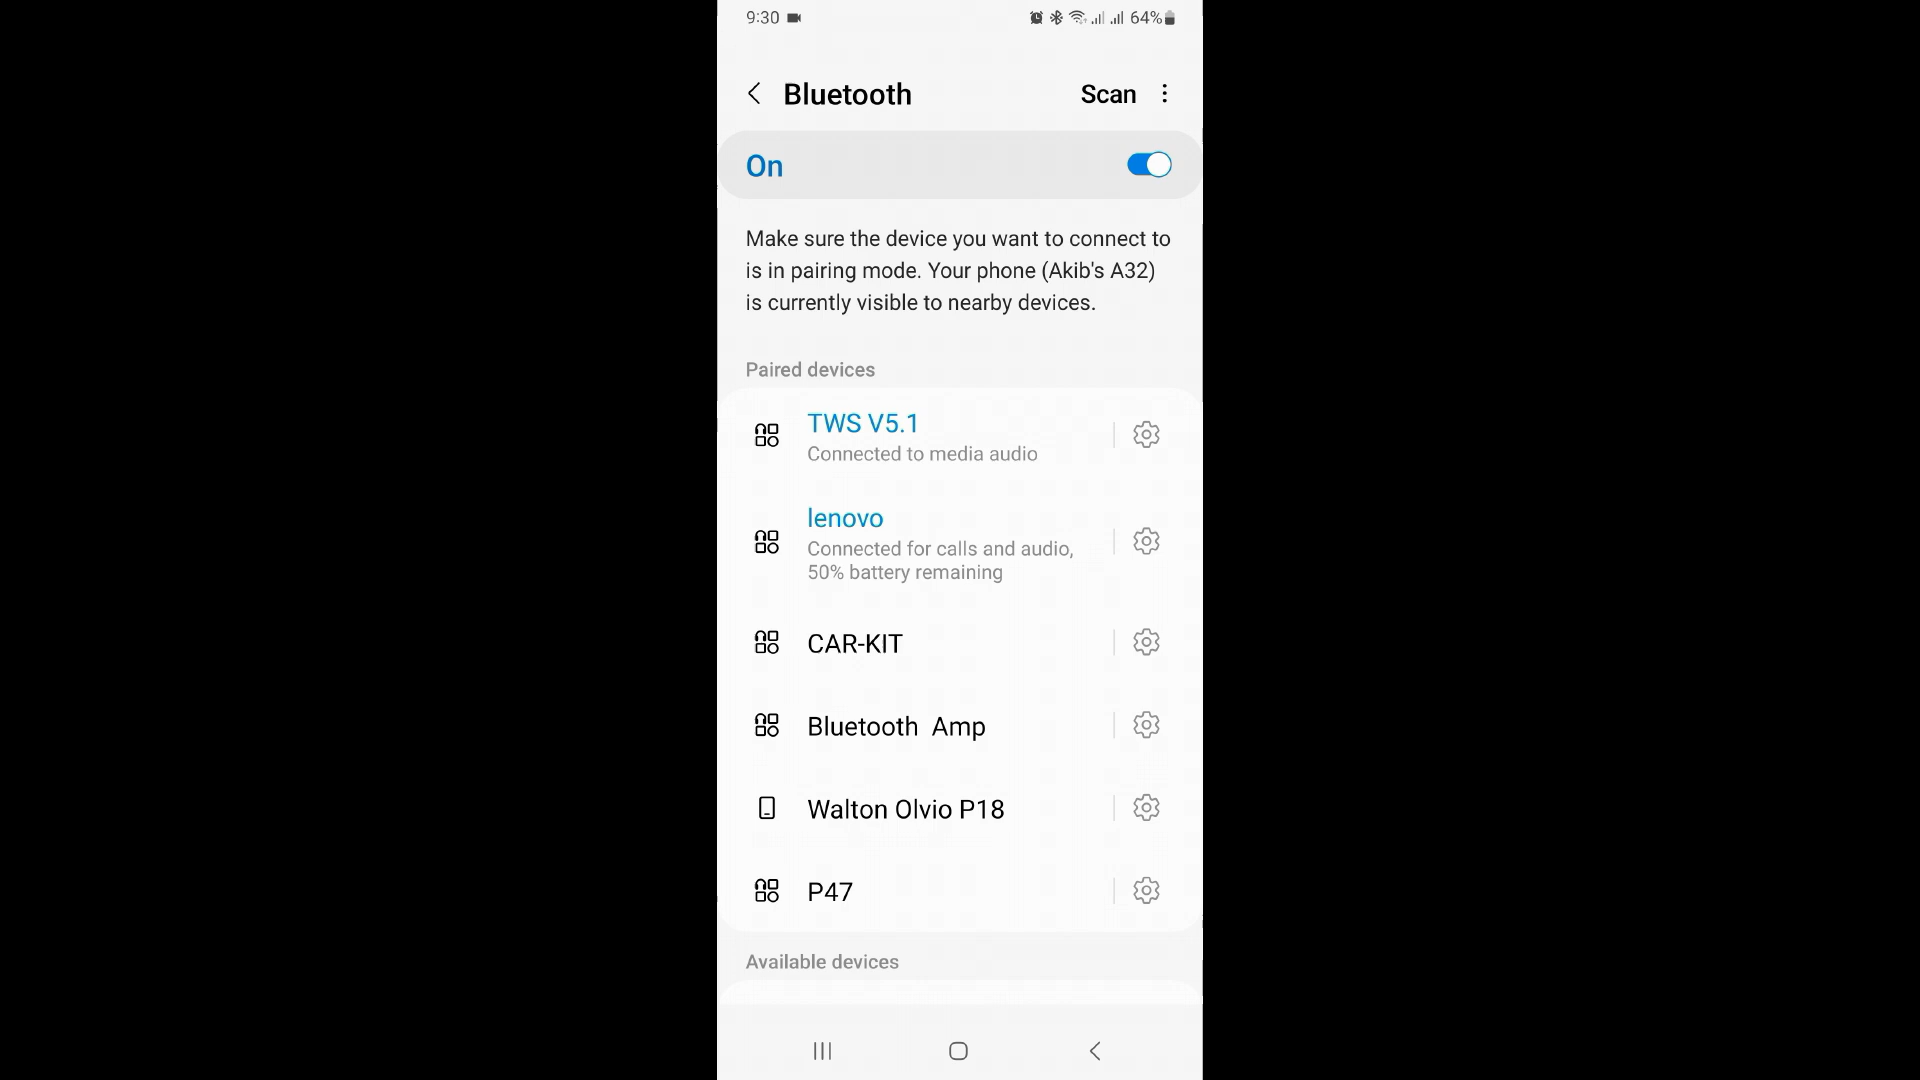 9:30 64%
Bluetooth Scan
On
Make sure the device you want to connect to
is in pairing mode. Your phone (Akib's A32)
is currently visible to nearby devices.
Paired devices
TWS V5.1
Connected to media audio
lenovo
Connected for calls and audio,
50% battery remaining
CAR-KIT
Bluetooth  Amp
Walton Olvio P18
P47
Available devices